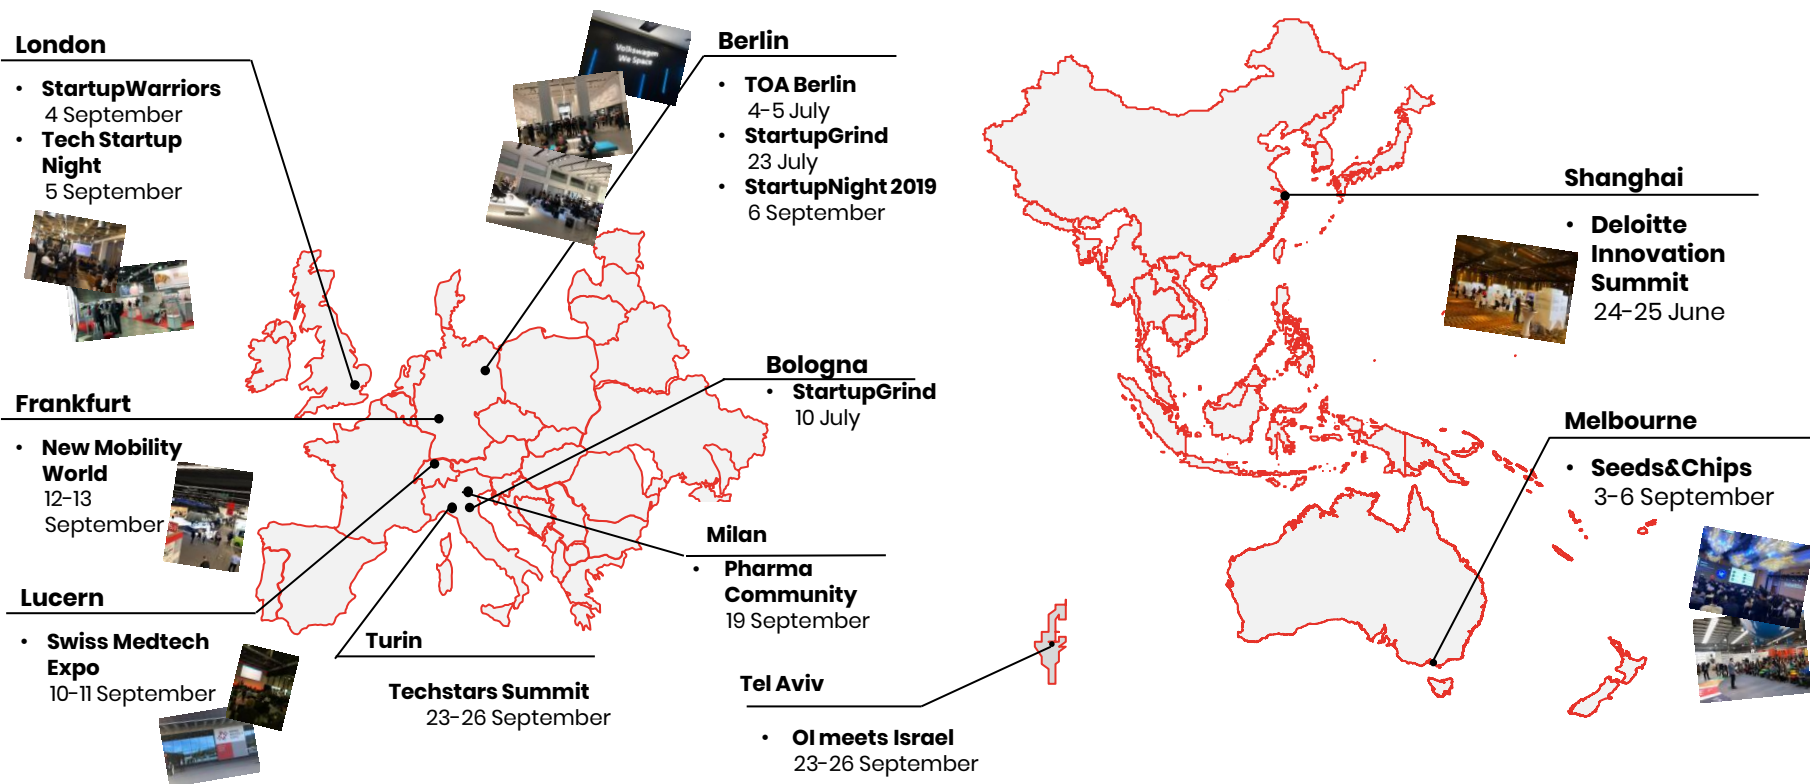 London
• StartupWarriors
4 September
• Tech Startup
Night
5 September
Berlin
• TOA Berlin
4-5 July
• StartupGrind
23 July
• StartupNight 2019
6 September
Volkswagen
We Space
Frankfurt
• New Mobility
World
12-13
September
Bologna
• StartupGrind
10 July
Lucern
• Swiss Medtech
Expo
10-11 September
Turin
Techstars Summit
23-26 September
Milan
• Pharma
Community
19 September
Tel Aviv
• OI meets Israel
23-26 September
Shanghai
• Deloitte
Innovation
Summit
24-25 June
Melbourne
• Seeds&Chips
3-6 September